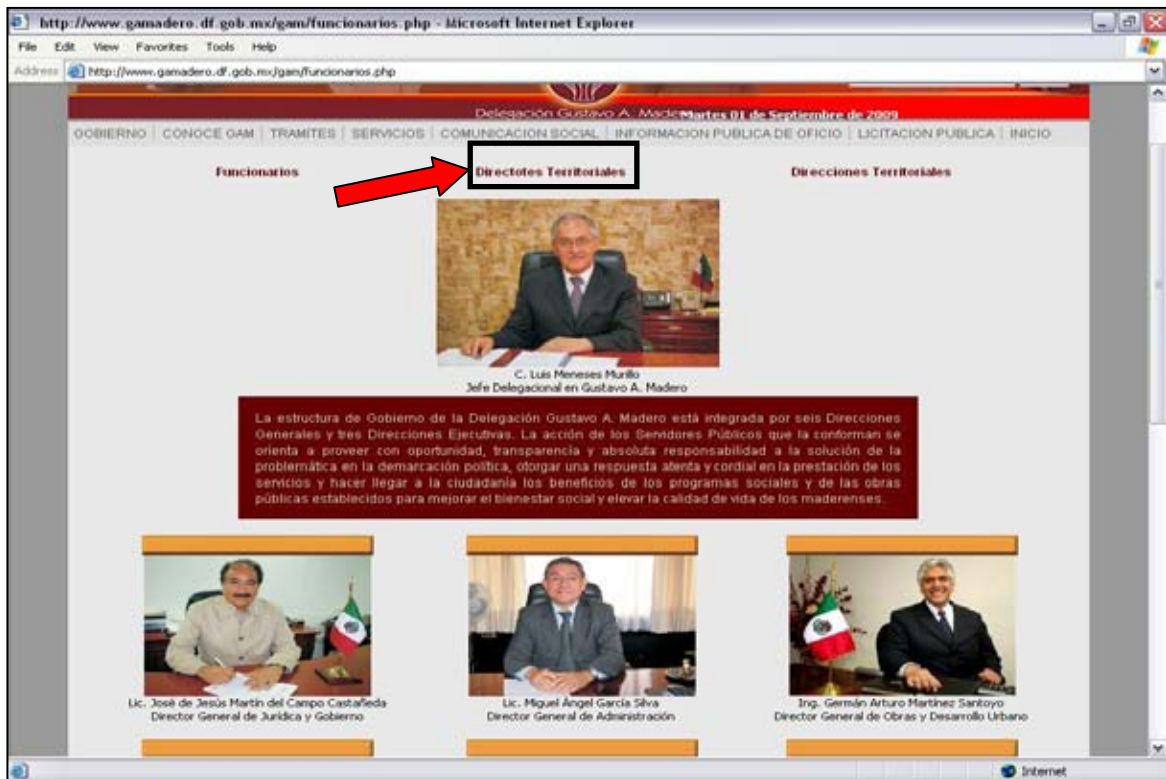 http://www.gamadero.df.gob.mx/gam/funcionarios.php - Microsoft Internet Explorer
File Edit View Favorites Tools Help
Address http://www.gamadero.df.gob.mx/gam/funcionarios.php
Delegación Gustavo A. Madero Martes 01 de Septiembre de 2009
GOBIERNO | CONOCE GAM | TRAMITES | SERVICIOS | COMUNICACION SOCIAL | INFORMACION PUBLICA DE OFICIO | LICITACION PUBLICA | INICIO
Funcionarios Directotes Territoriales Direcciones Territoriales
C. Luis Meneses Murillo
Jefe Delegacional en Gustavo A. Madero
La estructura de Gobierno de la Delegación Gustavo A. Madero está integrada por seis Direcciones
Generales y tres Direcciones Ejecutivas. La acción de los Servidores Públicos que la conforman se
orienta a proveer con oportunidad, transparencia y absoluta responsabilidad a la solución de la
problemática en la demarcación política, otorgar una respuesta atenta y cordial en la prestación de los
servicios y hacer llegar a la ciudadanía los beneficios de los programas sociales y de las obras
públicas establecidos para mejorar el bienestar social y elevar la calidad de vida de los maderenses.
Lic. José de Jesús Martín del Campo Castañeda
Director General de Jurídica y Gobierno
Lic. Miguel Ángel García Silva
Director General de Administración
Ing. Germán Arturo Martínez Santoyo
Director General de Obras y Desarrollo Urbano
Internet